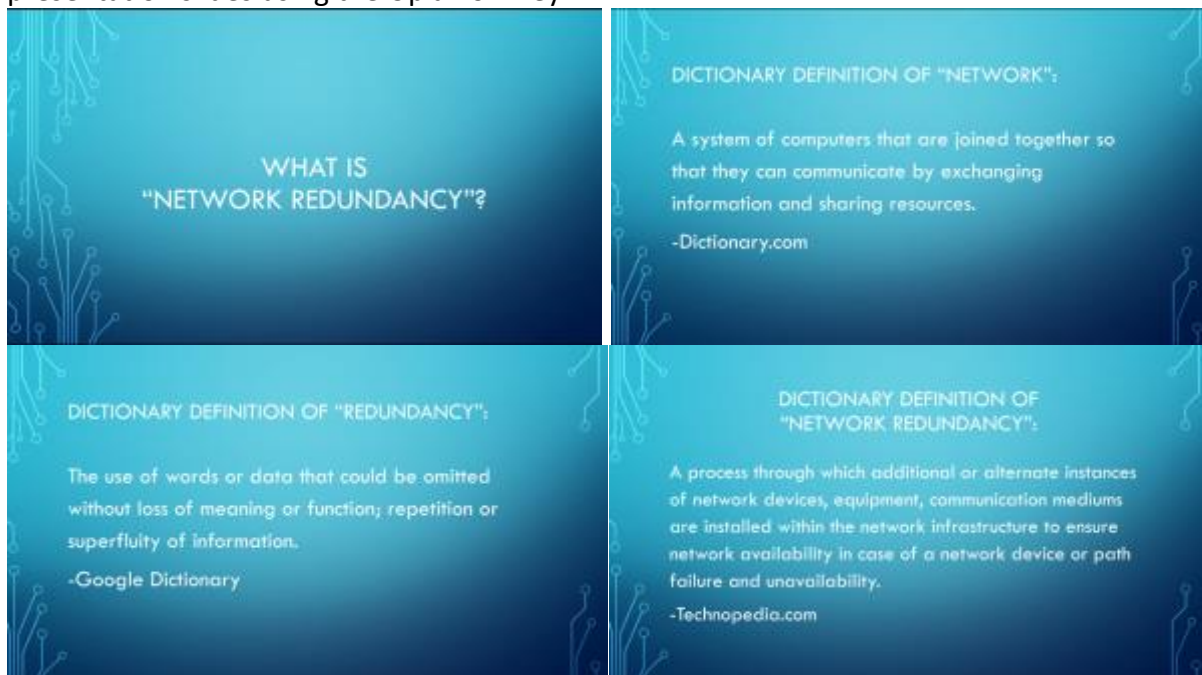 WHAT IS
“NETWORK REDUNDANCY”?
DICTIONARY DEFINITION OF “NETWORK”:
A system of computers that are joined together so
that they can communicate by exchanging
information and sharing resources.
-Dictionary.com
DICTIONARY DEFINITION OF “REDUNDANCY”:
The use of words or data that could be omitted
without loss of meaning or function; repetition or
superfluity of information.
-Google Dictionary
DICTIONARY DEFINITION OF
“NETWORK REDUNDANCY”:
A process through which additional or alternate instances
of network devices, equipment, communication mediums
are installed within the network infrastructure to ensure
network availability in case of a network device or path
failure and unavailability.
-Technopedia.com